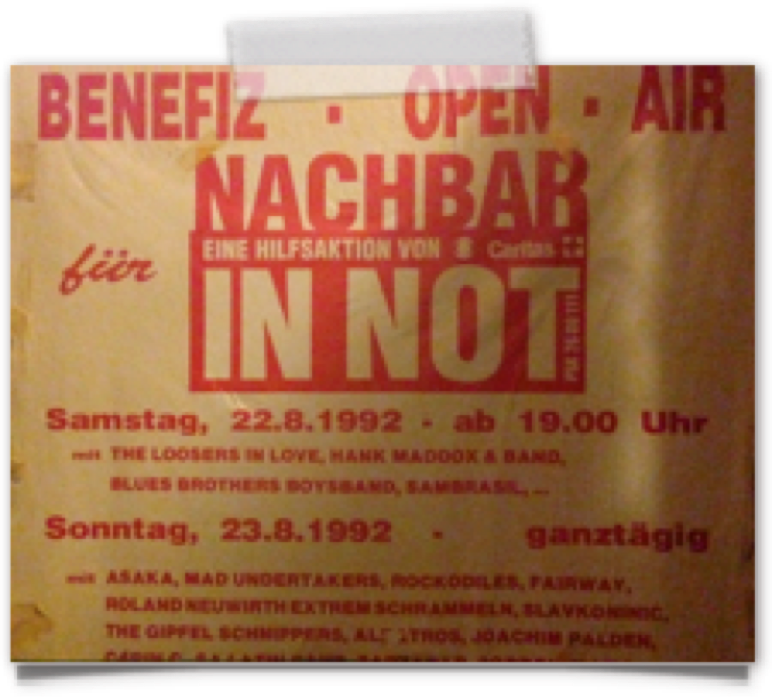 BENEFIZ · OPEN · AIR
NACHBAR
für
EINE HILFSAKTION VON Caritas
IN NOT
Samstag, 22.8.1992 - ab 19.00 Uhr
mit THE LOOSERS IN LOVE, HANK MADDOX & BAND,
BLUES BROTHERS BOYSBAND, SAMBRASIL, ...
Sonntag, 23.8.1992 - ganztägig
mit ASAKA, MAD UNDERTAKERS, ROCKODILES, FAIRWAY,
ROLAND NEUWIRTH EXTREM SCHRAMMELN, SLAVKO NINIC,
THE GIPFEL SCHNIPPERS, JOACHIM PALDEN,